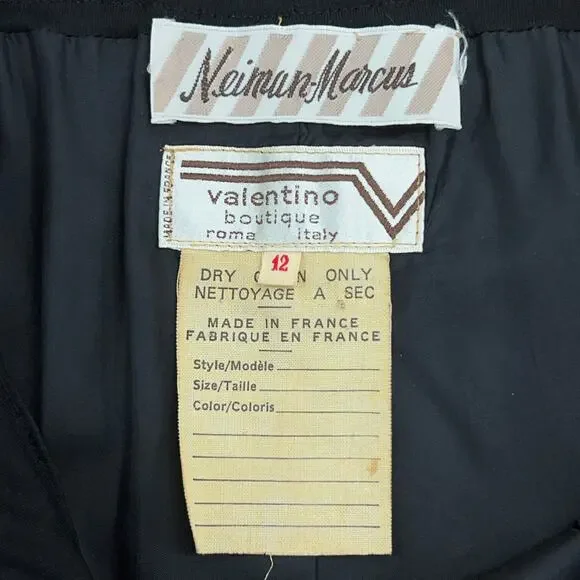 Neiman-Marcus
MADE IN FRANCE
valentino
boutique
roma italy
12
DRY C N ONLY
NETTOYAGE A SEC
MADE IN FRANCE
FABRIQUE EN FRANCE
Style/Modèle
Size/Taille
Color/Coloris